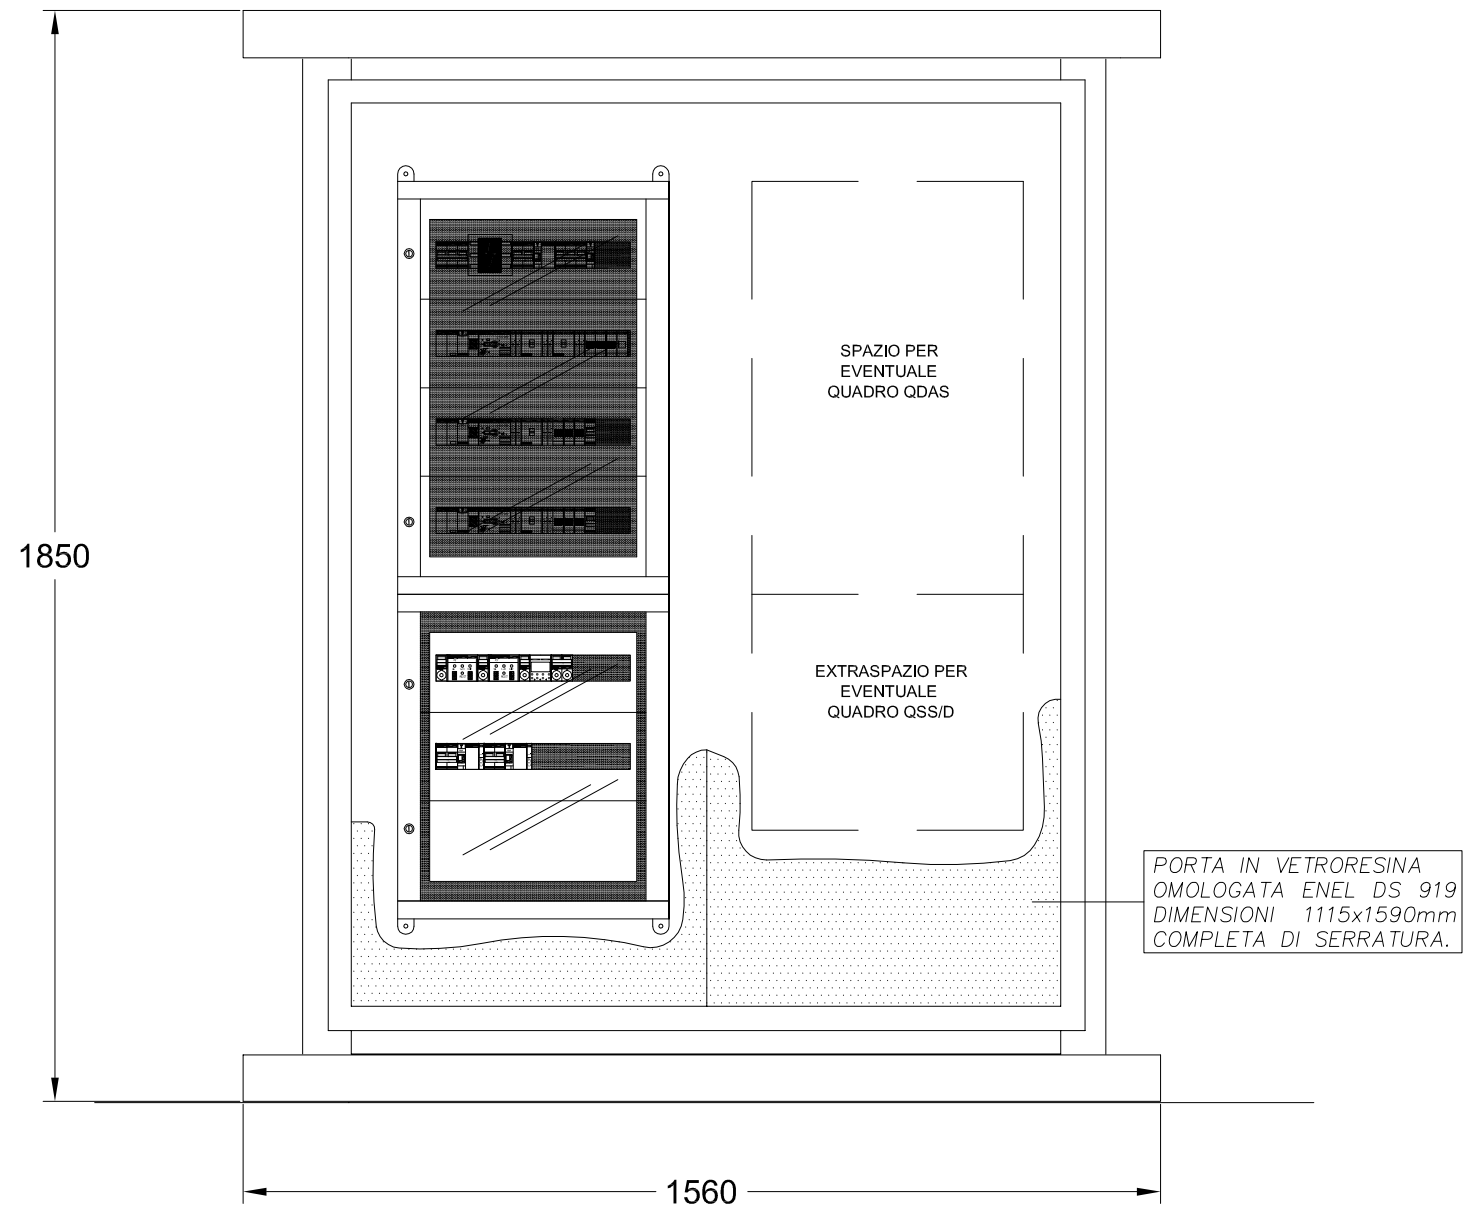 SPAZIO PER
EVENTUALE
QUADRO QDAS
1850
EXTRASPAZIO PER
EVENTUALE
QUADRO QSS/D
PORTA IN VETRORESINA
OMOLOGATA ENEL DS 919
DIMENSIONI 1115x1590mm
COMPLETA DI SERRATURA.
1560